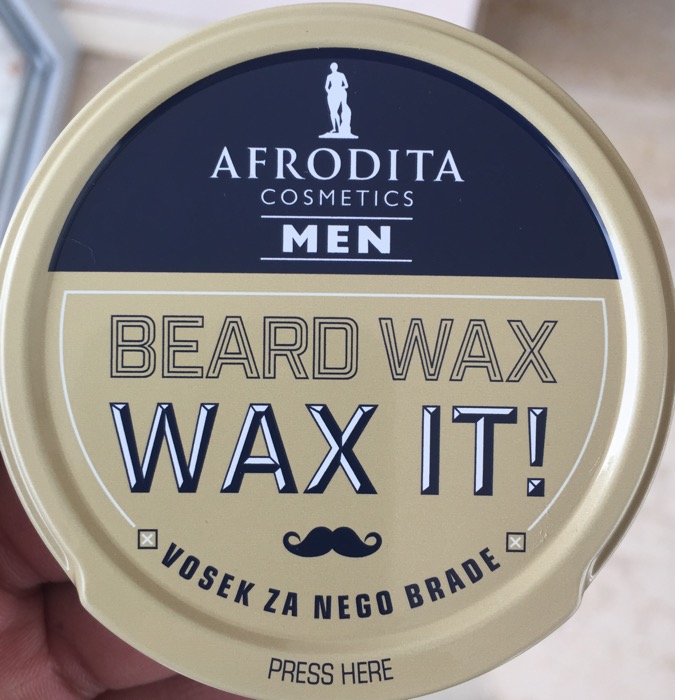 AFRODITA
COSMETICS
MEN
BEARD WAX
WAX IT!
VOSEK ZA NEGO BRADE
PRESS HERE